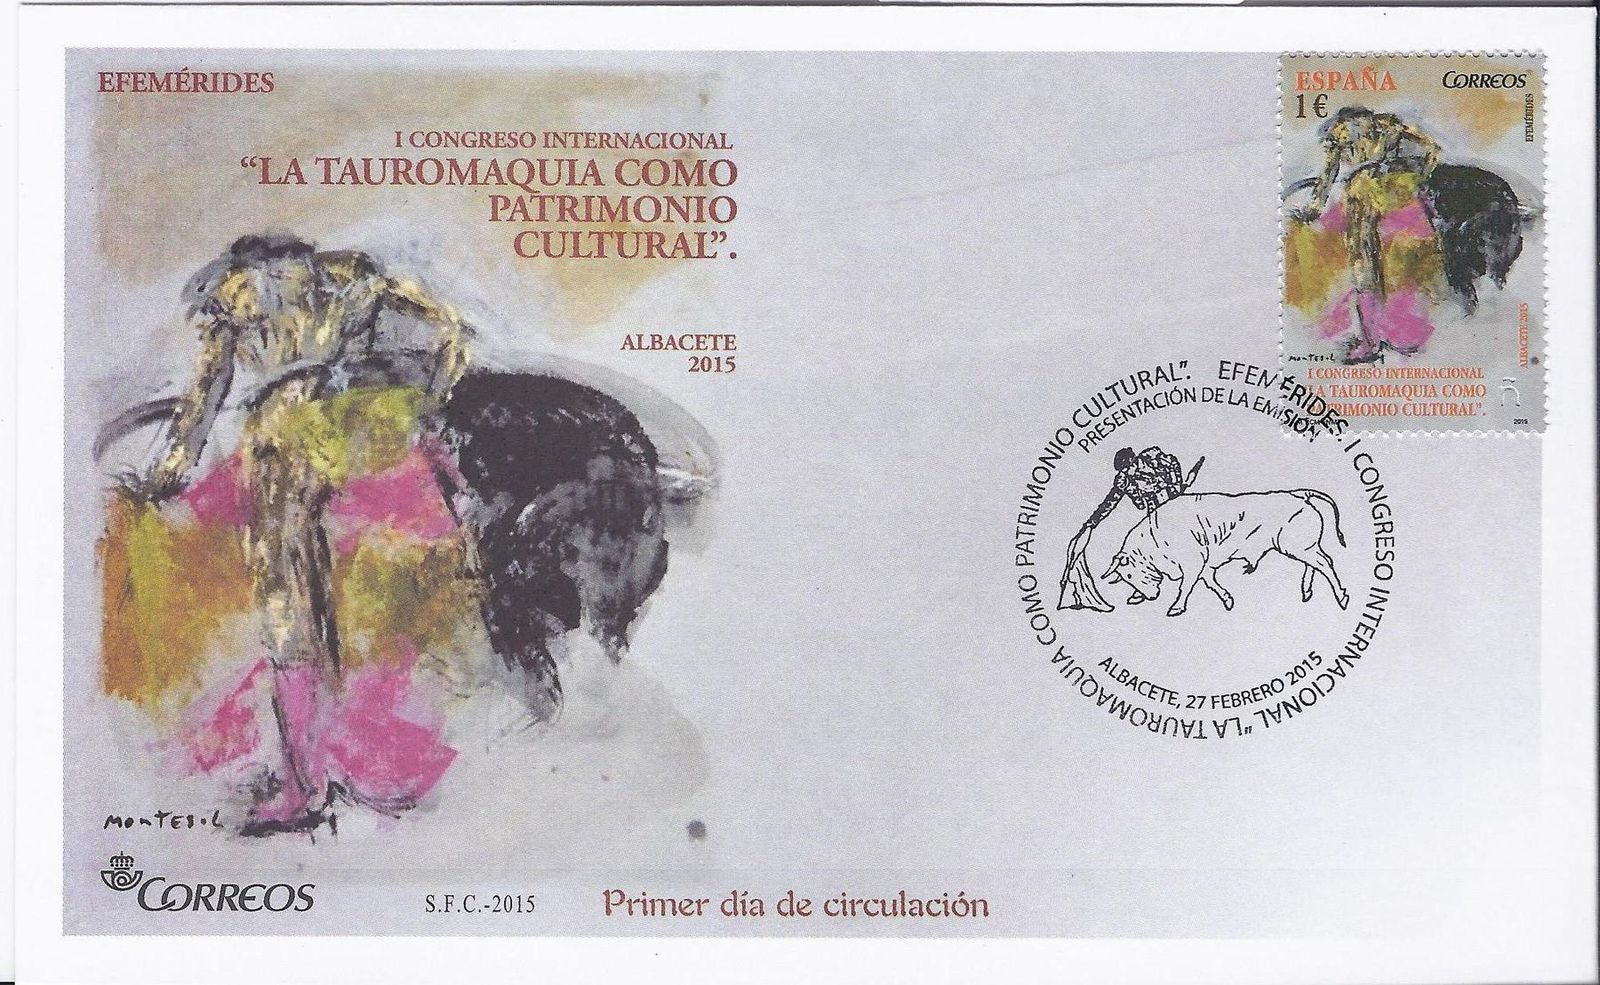 EFEMÉRIDES
I CONGRESO INTERNACIONAL
“LA TAUROMAQUIA COMO
PATRIMONIO
CULTURAL”.
ALBACETE
2015
MONTESOL
CORREOS
S.F.C.-2015
Primer día de circulación
ESPAÑA
CORREOS
1€
EFEMÉRIDES
ALBACETE 2015
MONTESOL
I CONGRESO INTERNACIONAL
“LA TAUROMAQUIA COMO
PATRIMONIO CULTURAL”.
2015
EFEMÉRIDES. I CONGRESO INTERNACIONAL "LA TAUROMAQUIA COMO PATRIMONIO CULTURAL".
PRESENTACIÓN DE LA EMISIÓN
ALBACETE, 27 FEBRERO 2015